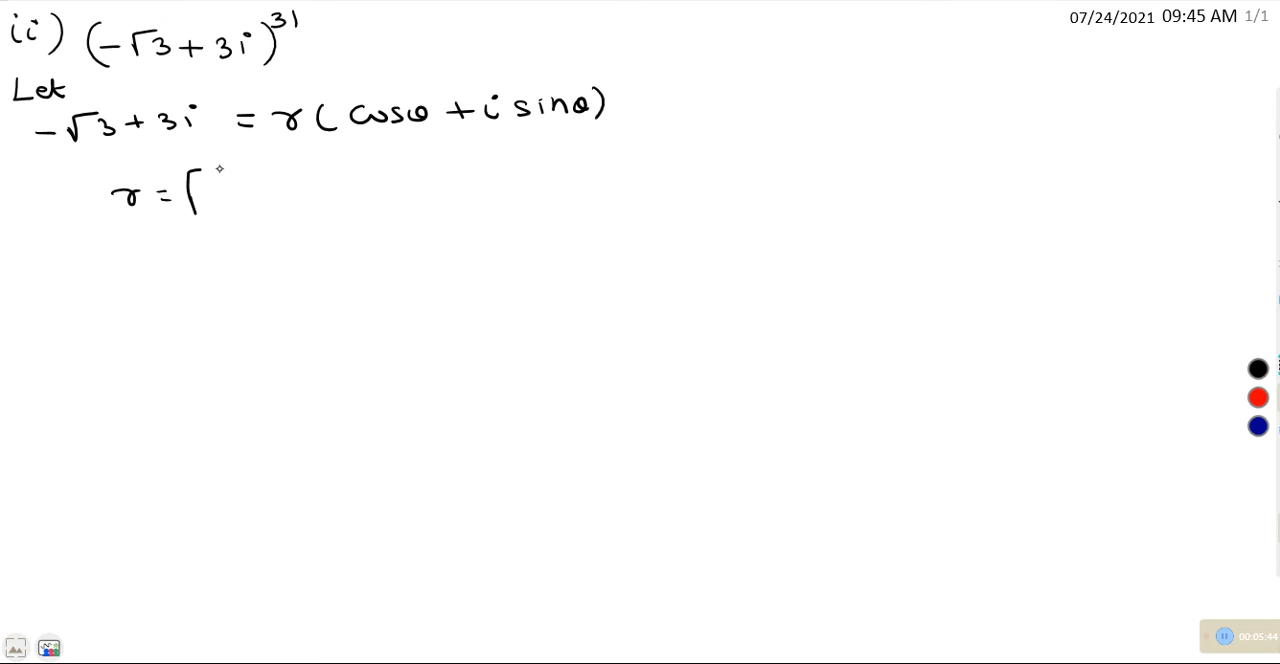 07/24/2021 09:45 AM 1/1
ii) (-√3 + 3i)^31
Let
-√3 + 3i = r ( cosθ + i sinθ)
r = √
00:05:44